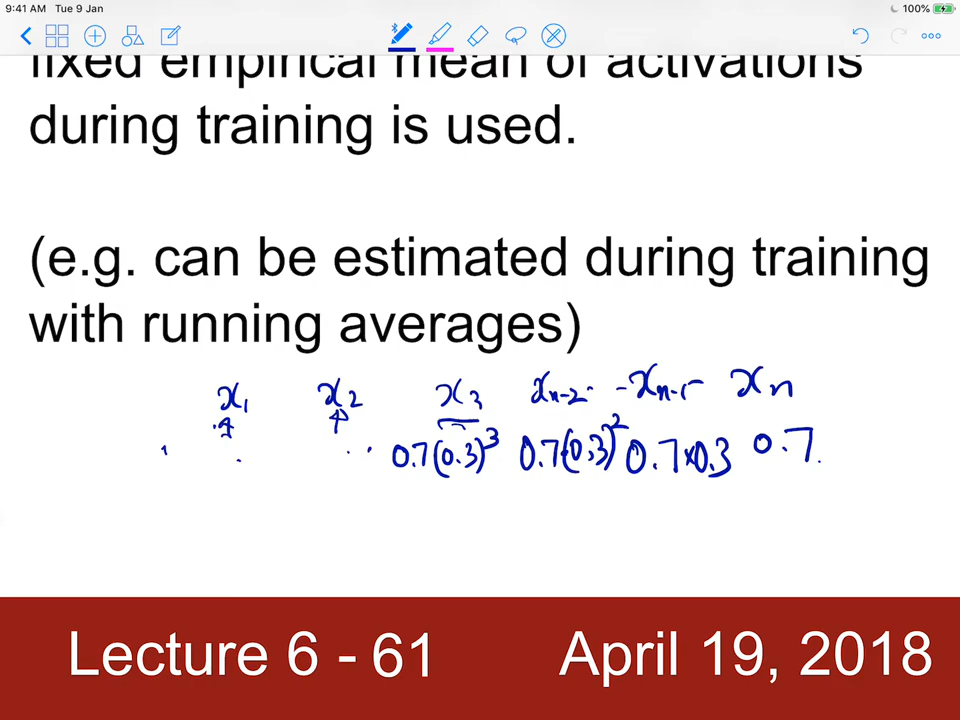 9:41 AM Tue 9 Jan 100%
fixed empirical mean of activations
during training is used.
(e.g. can be estimated during training
with running averages)
x₁ x₂ x₃ xₙ₋₂ xₙ₋₁ xₙ
0.7(0.3)³ 0.7(0.3)² 0.7×0.3 0.7
Lecture 6 - 61 April 19, 2018